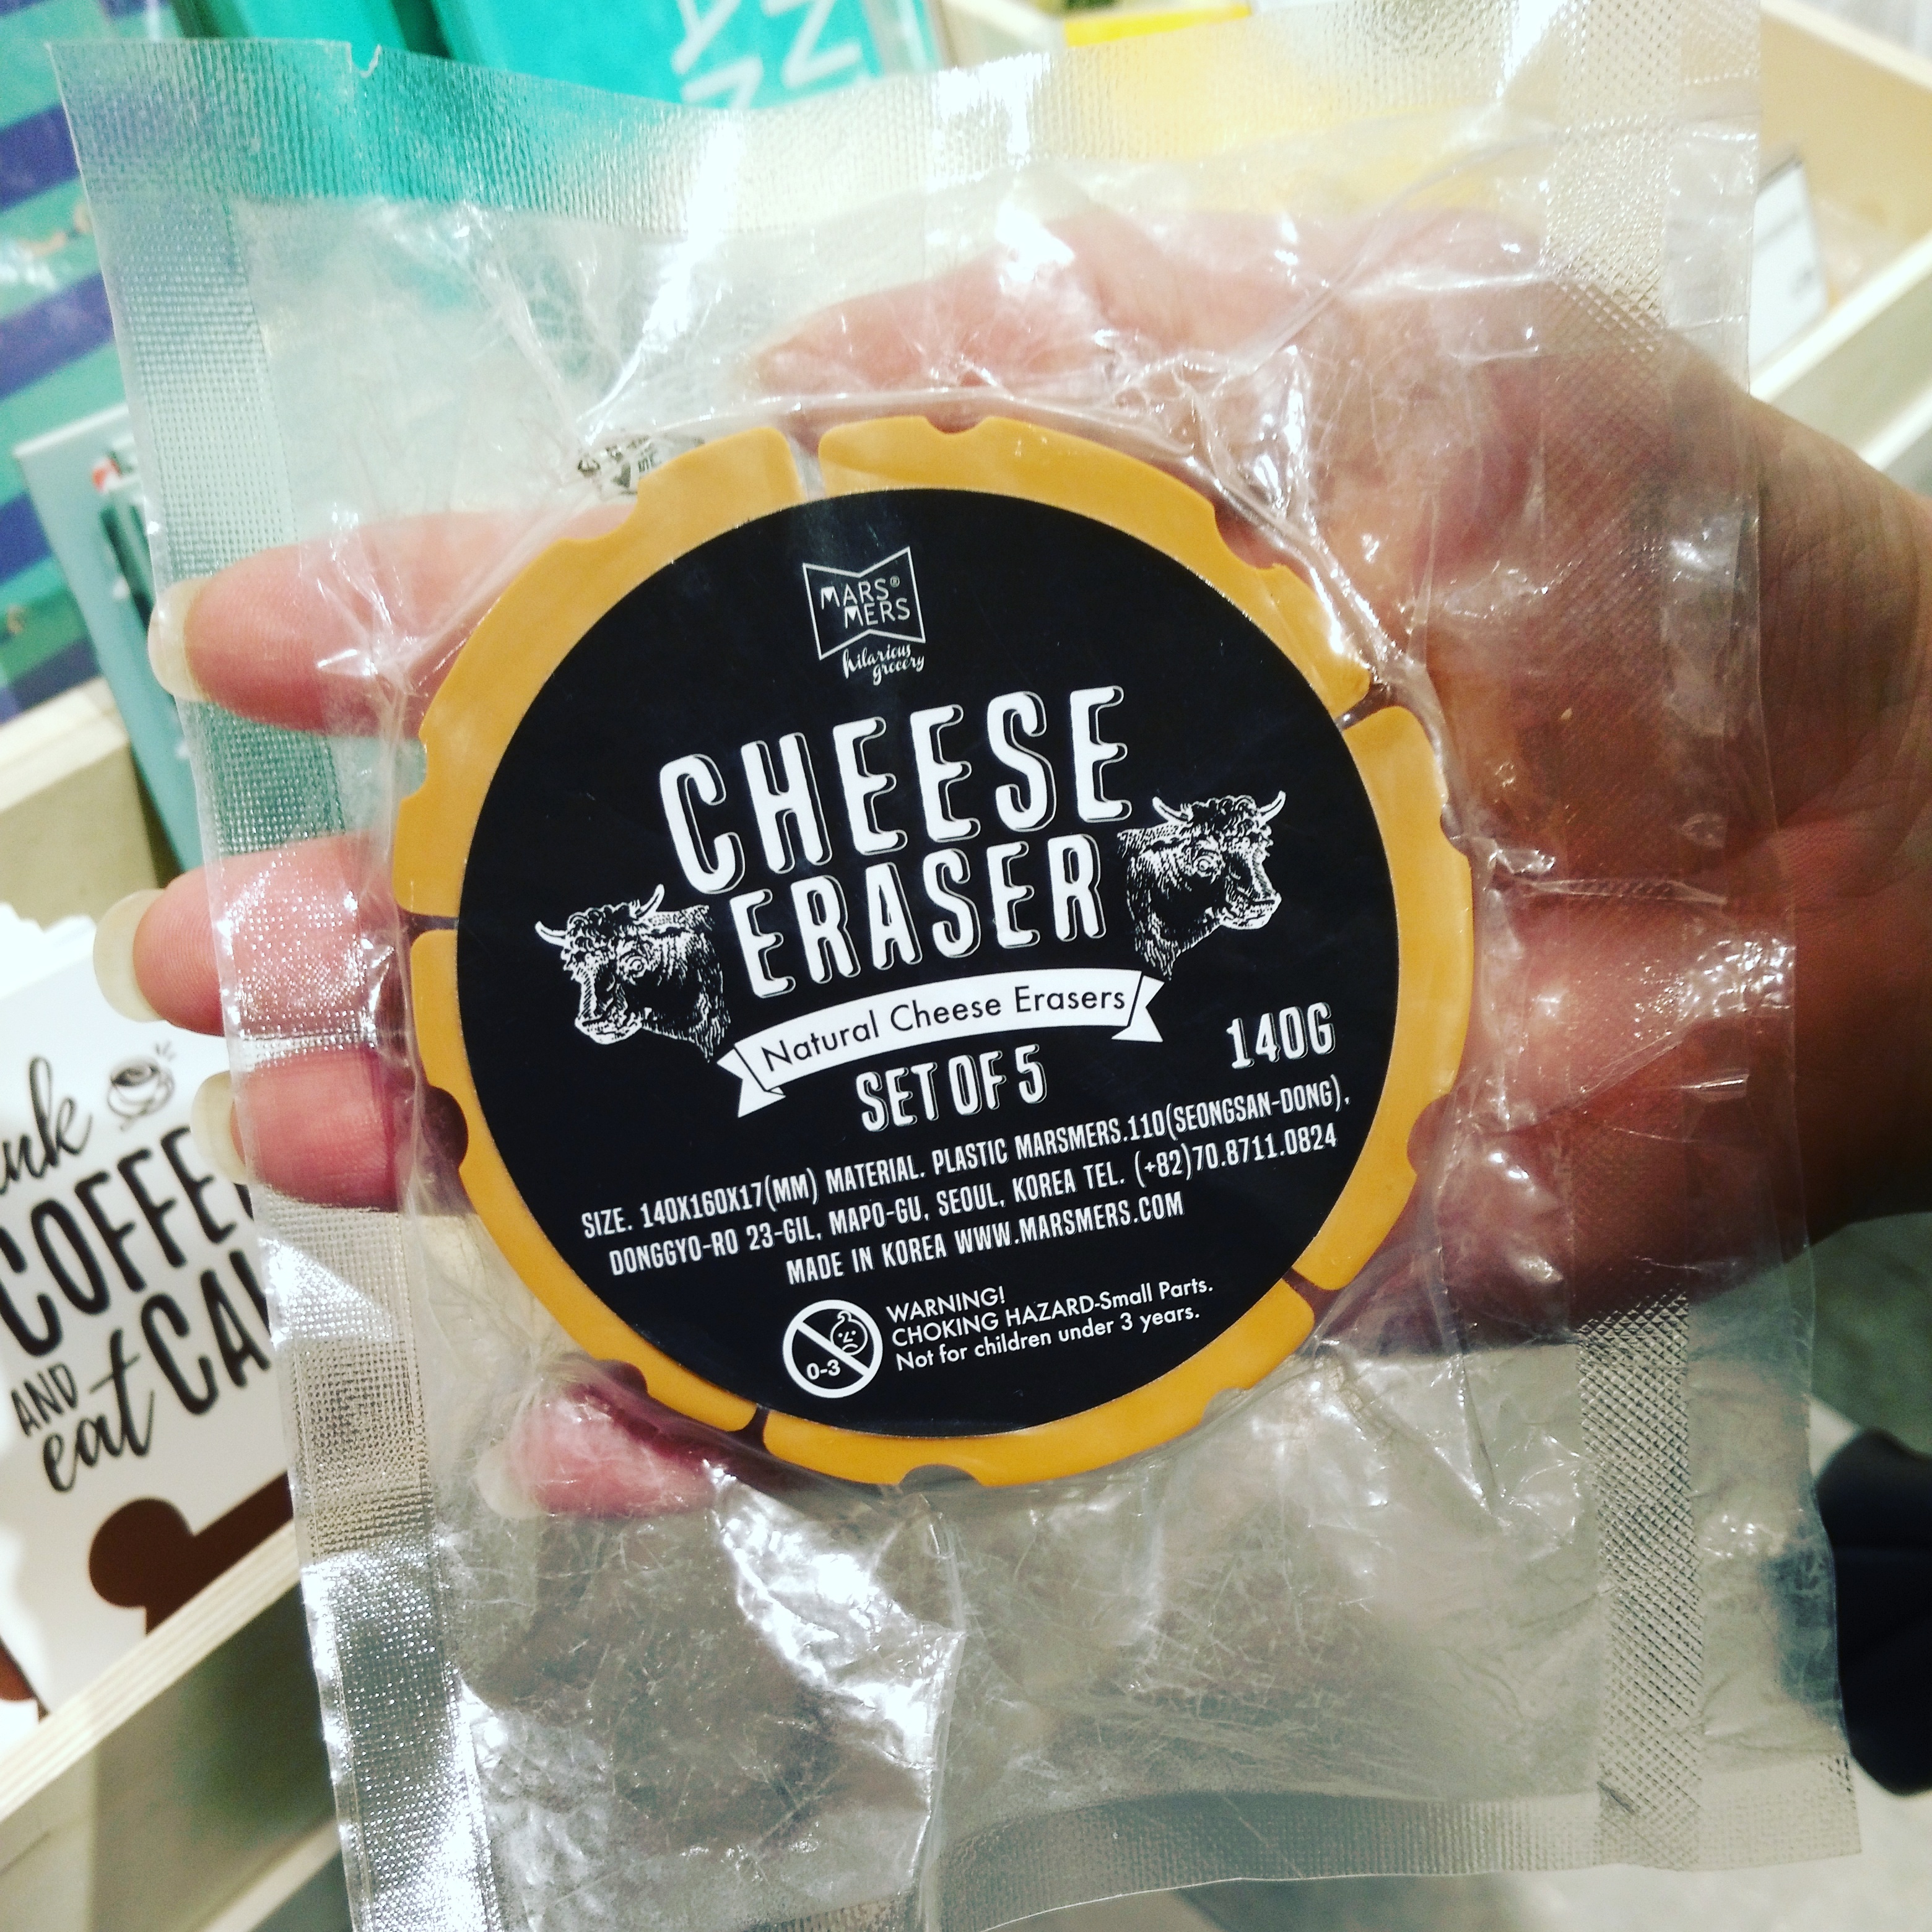 MARS®
MERS
hilarious
grocery
CHEESE
ERASER
Natural Cheese Erasers
SET OF 5
140G
SIZE. 140X160X17(MM) MATERIAL. PLASTIC MARSMERS.110(SEONGSAN-DONG),
DONGGYO-RO 23-GIL, MAPO-GU, SEOUL, KOREA TEL. (+82)70.8711.0824
MADE IN KOREA WWW.MARSMERS.COM
0-3
WARNING!
CHOKING HAZARD-Small Parts.
Not for children under 3 years.
COFFEE
AND
eat